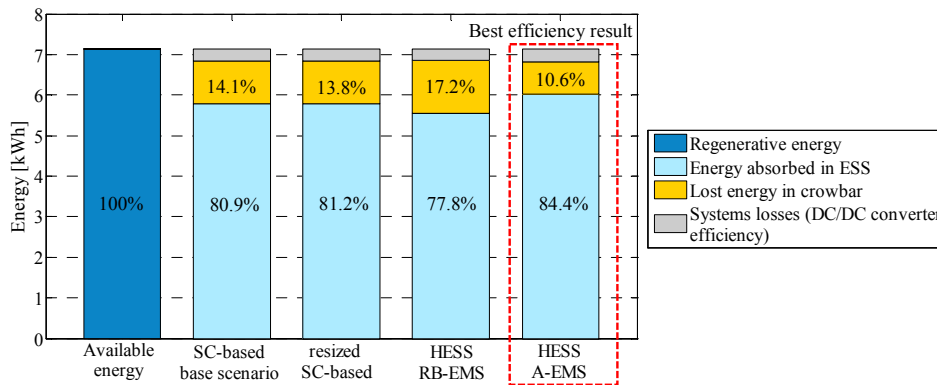 Best efficiency result
Energy [kWh]
8
7
6
5
4
3
2
1
0
100%
14.1%
80.9%
13.8%
81.2%
17.2%
77.8%
10.6%
84.4%
Available
energy
SC-based
base scenario
resized
SC-based
HESS
RB-EMS
HESS
A-EMS
Regenerative energy
Energy absorbed in ESS
Lost energy in crowbar
Systems losses (DC/DC converter
efficiency)